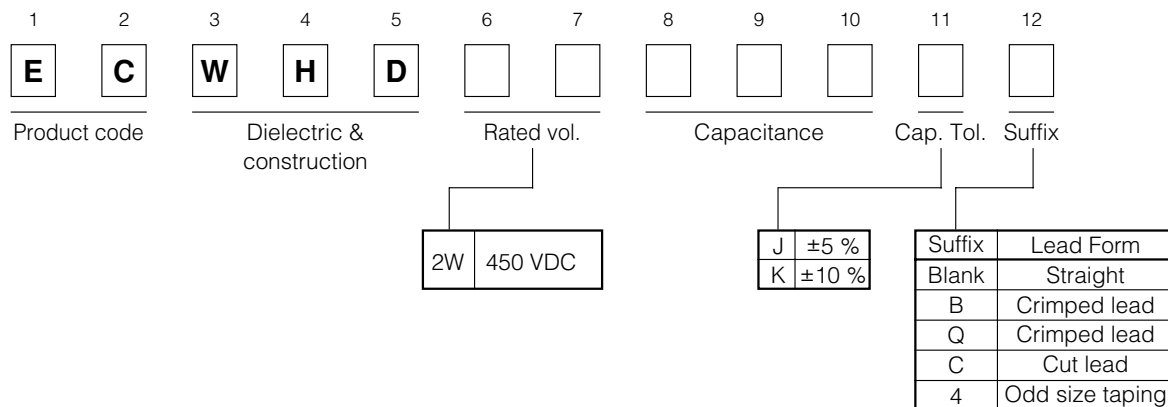 1 2 3 4 5 6 7 8 9 10 11 12
E C W H D
Product code Dielectric & construction Rated vol. Capacitance Cap. Tol. Suffix
2W 450 VDC
J ±5 %
K ±10 %
Suffix Lead Form
Blank Straight
B Crimped lead
Q Crimped lead
C Cut lead
4 Odd size taping